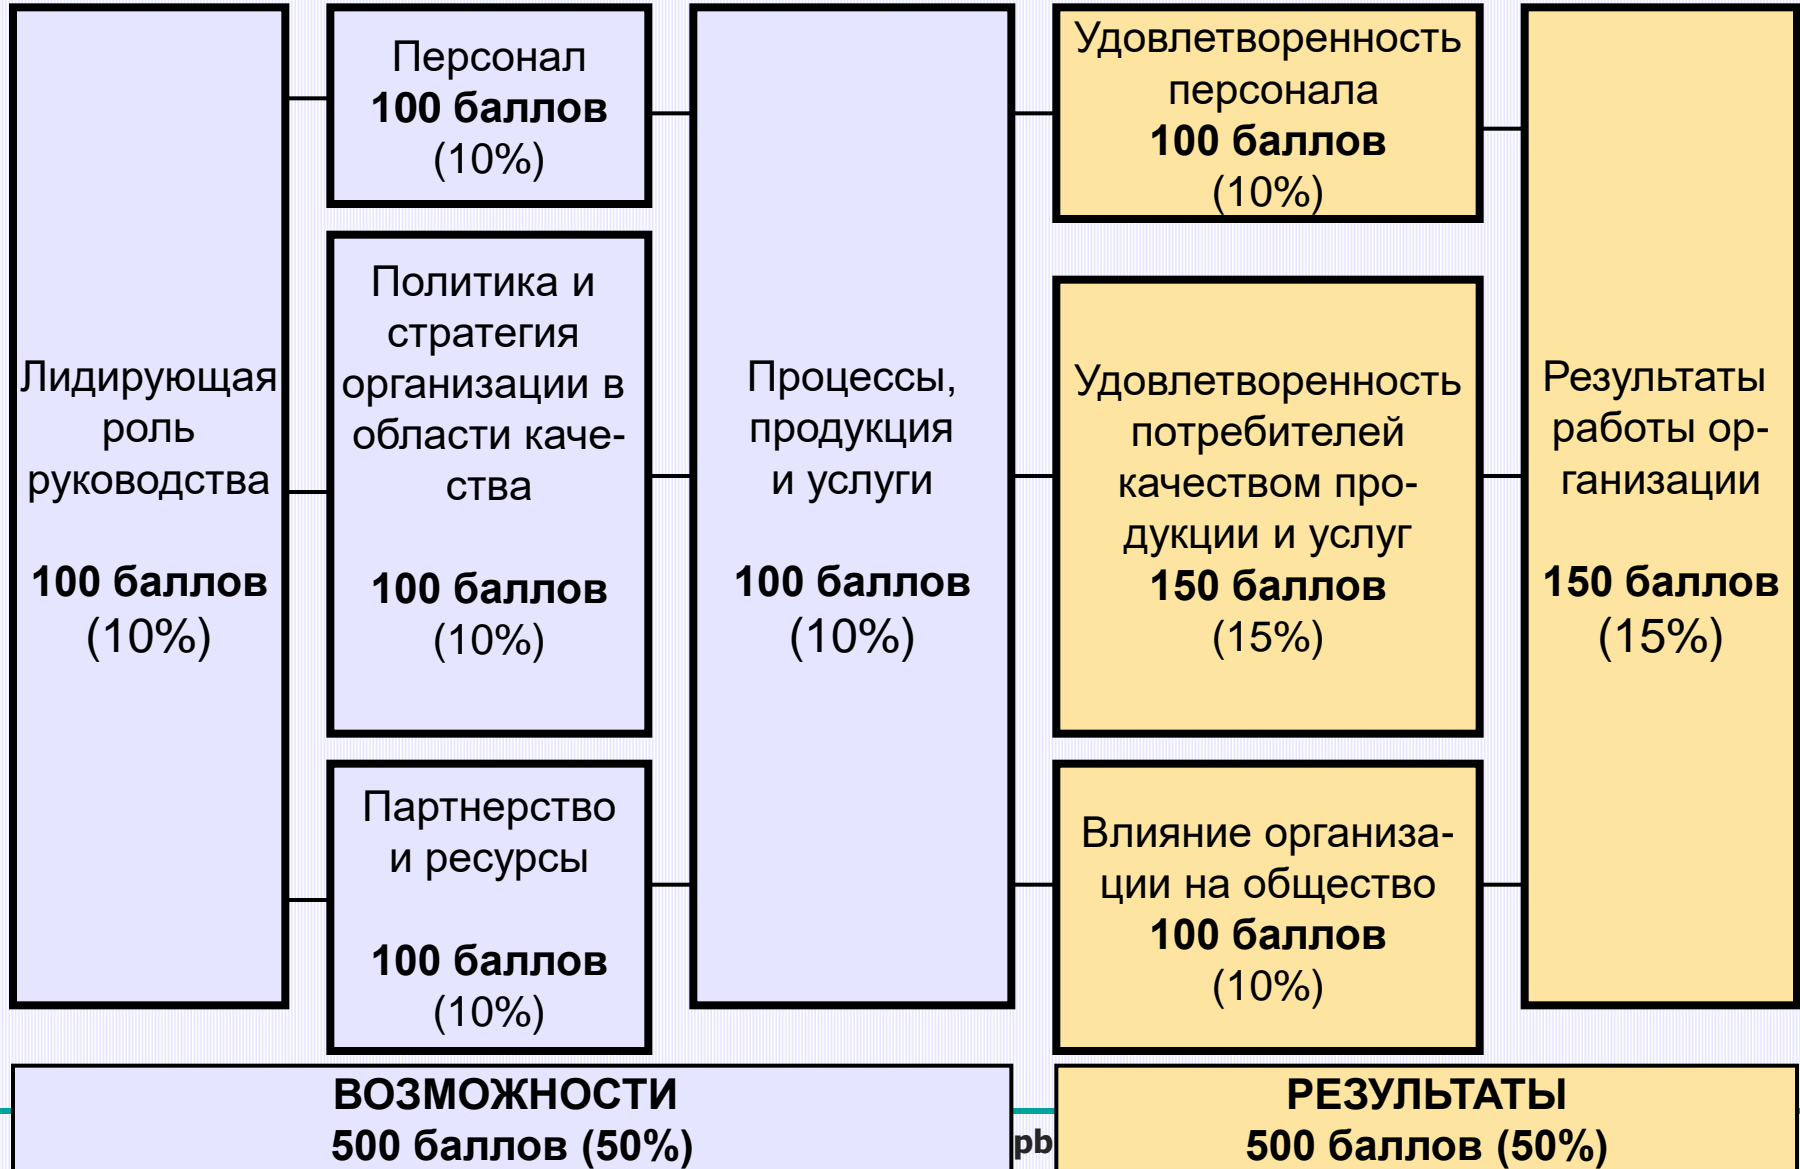 Лидирующая
роль
руководства
100 баллов
(10%)
Персонал
100 баллов
(10%)
Политика и
стратегия
организации в
области каче-
ства
100 баллов
(10%)
Партнерство
и ресурсы
100 баллов
(10%)
Процессы,
продукция
и услуги
100 баллов
(10%)
Удовлетворенность
персонала
100 баллов
(10%)
Удовлетворенность
потребителей
качеством про-
дукции и услуг
150 баллов
(15%)
Влияние организа-
ции на общество
100 баллов
(10%)
Результаты
работы ор-
ганизации
150 баллов
(15%)
ВОЗМОЖНОСТИ
500 баллов (50%)
pb
РЕЗУЛЬТАТЫ
500 баллов (50%)